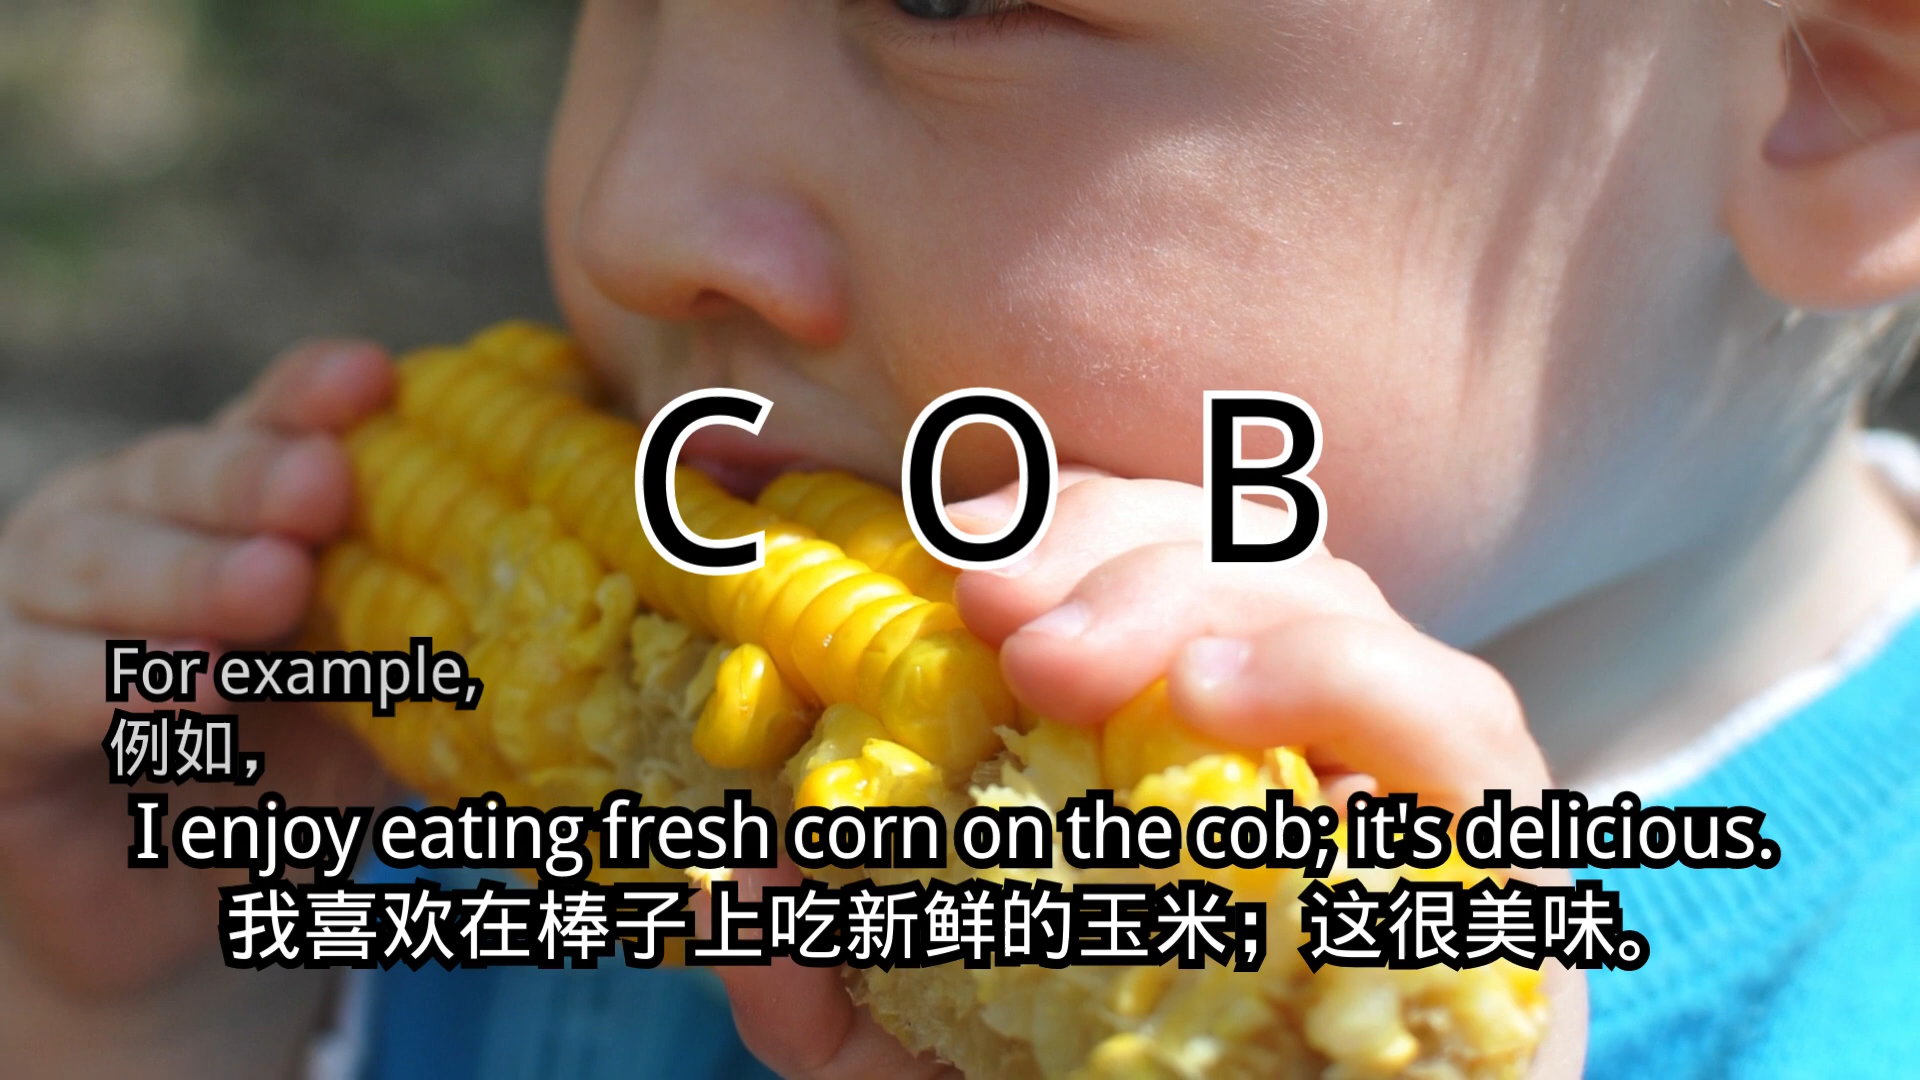 C O B
For example,
例如，
I enjoy eating fresh corn on the cob; it's delicious.
我喜欢在棒子上吃新鲜的玉米；这很美味。